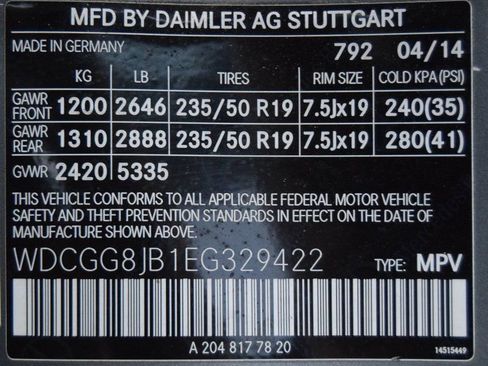 MFD BY DAIMLER AG STUTTGART
MADE IN GERMANY 792 04/14
KG LB TIRES RIM SIZE COLD KPA (PSI)
GAWR FRONT 1200 2646 235/50 R19 7.5Jx19 240(35)
GAWR REAR 1310 2888 235/50 R19 7.5Jx19 280(41)
GVWR 2420 5335
THIS VEHICLE CONFORMS TO ALL APPLICABLE FEDERAL MOTOR VEHICLE
SAFETY AND THEFT PREVENTION STANDARDS IN EFFECT ON THE DATE OF
MANUFACTURE SHOWN ABOVE.
WDCGG8JB1EG329422 TYPE: MPV
A 204 817 78 20
14515449